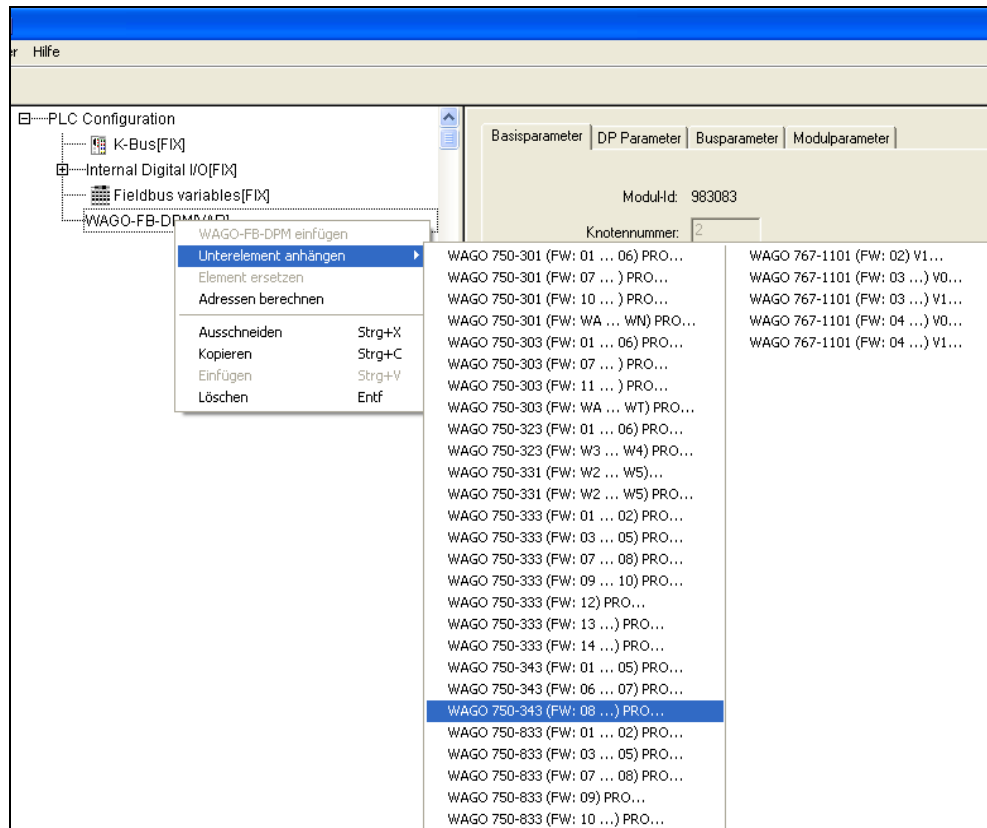 Hilfe
PLC Configuration
K-Bus[FIX]
Internal Digital I/O[FIX]
Fieldbus variables[FIX]
WAGO-FB-DPM[VAR]
Basisparameter DP Parameter Busparameter Modulparameter
Modul-Id: 983083
Knotennummer: 2
WAGO-FB-DPM einfügen
Unterelement anhängen
Element ersetzen
Adressen berechnen
Ausschneiden Strg+X
Kopieren Strg+C
Einfügen Strg+V
Löschen Entf
WAGO 750-301 (FW: 01 ... 06) PRO...
WAGO 750-301 (FW: 07 ... ) PRO...
WAGO 750-301 (FW: 10 ... ) PRO...
WAGO 750-301 (FW: WA ... WN) PRO...
WAGO 750-303 (FW: 01 ... 06) PRO...
WAGO 750-303 (FW: 07 ... ) PRO...
WAGO 750-303 (FW: 11 ... ) PRO...
WAGO 750-303 (FW: WA ... WT) PRO...
WAGO 750-323 (FW: 01 ... 06) PRO...
WAGO 750-323 (FW: W3 ... W4) PRO...
WAGO 750-331 (FW: W2 ... W5)...
WAGO 750-331 (FW: W2 ... W5) PRO...
WAGO 750-333 (FW: 01 ... 02) PRO...
WAGO 750-333 (FW: 03 ... 05) PRO...
WAGO 750-333 (FW: 07 ... 08) PRO...
WAGO 750-333 (FW: 09 ... 10) PRO...
WAGO 750-333 (FW: 12) PRO...
WAGO 750-333 (FW: 13 ...) PRO...
WAGO 750-333 (FW: 14 ...) PRO...
WAGO 750-343 (FW: 01 ... 05) PRO...
WAGO 750-343 (FW: 06 ... 07) PRO...
WAGO 750-343 (FW: 08 ...) PRO...
WAGO 750-833 (FW: 01 ... 02) PRO...
WAGO 750-833 (FW: 03 ... 05) PRO...
WAGO 750-833 (FW: 07 ... 08) PRO...
WAGO 750-833 (FW: 09) PRO...
WAGO 750-833 (FW: 10 ...) PRO...
WAGO 767-1101 (FW: 02) V1...
WAGO 767-1101 (FW: 03 ...) V0...
WAGO 767-1101 (FW: 03 ...) V1...
WAGO 767-1101 (FW: 04 ...) V0...
WAGO 767-1101 (FW: 04 ...) V1...